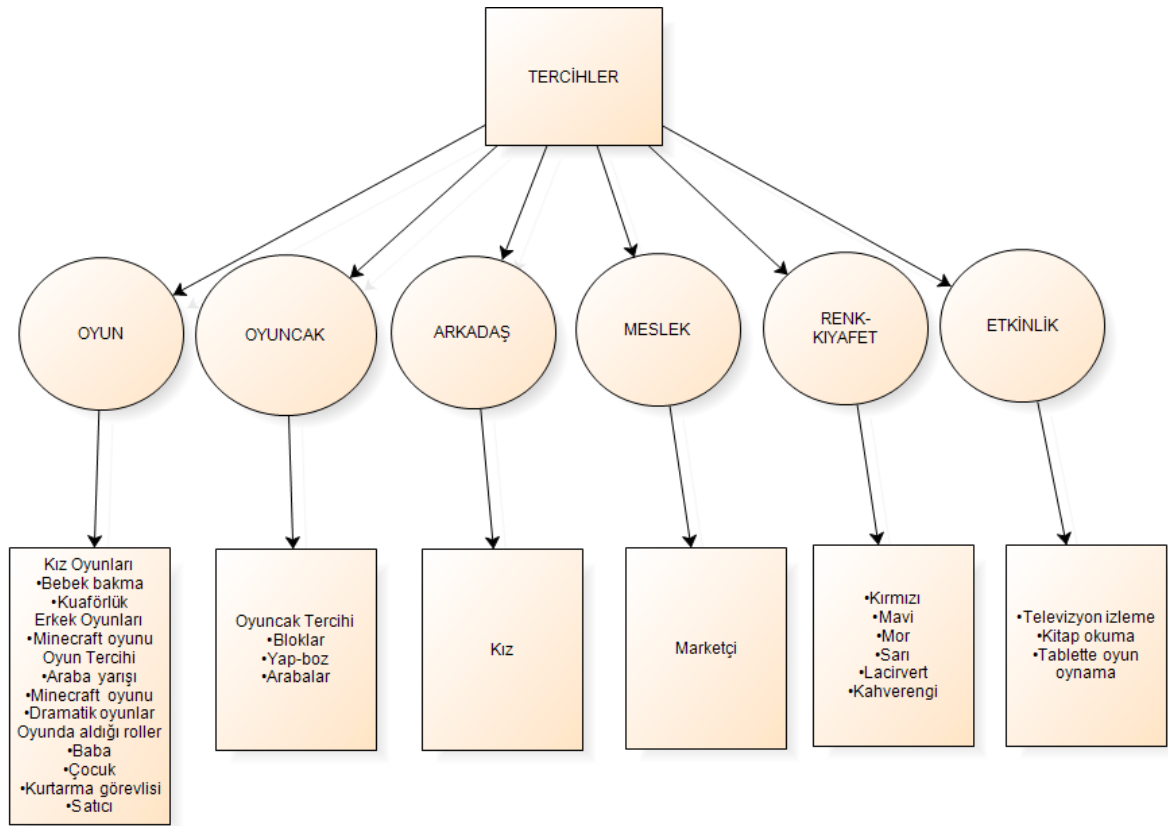 TERCİHLER
OYUN
OYUNCAK
ARKADAŞ
MESLEK
RENK-
KIYAFET
ETKİNLİK
Kız Oyunları
•Bebek bakma
•Kuaförlük
Erkek Oyunları
•Minecraft oyunu
Oyun Tercihi
•Araba yarışı
•Minecraft oyunu
•Dramatik oyunlar
Oyunda aldığı roller
•Baba
•Çocuk
•Kurtarma görevlisi
•Satıcı
Oyuncak Tercihi
•Bloklar
•Yap-boz
•Arabalar
Kız
Marketçi
•Kırmızı
•Mavi
•Mor
•Sarı
•Lacirvert
•Kahverengi
•Televizyon izleme
•Kitap okuma
•Tablette oyun
oynama